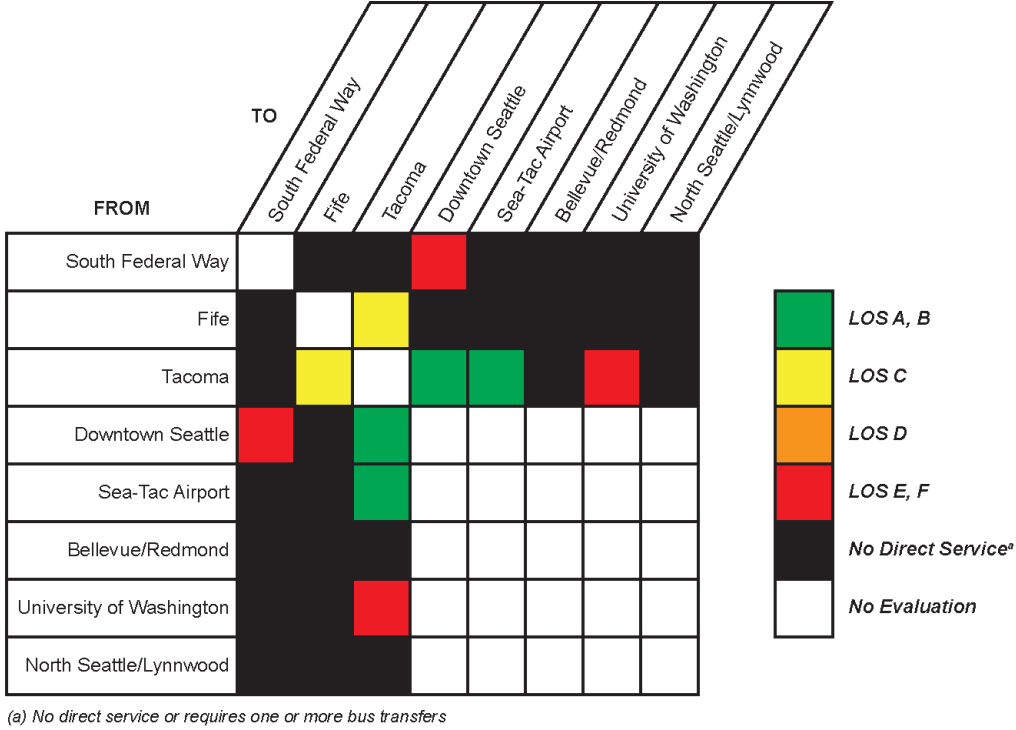 TO
FROM
South Federal Way
Fife
Tacoma
Downtown Seattle
Sea-Tac Airport
Bellevue/Redmond
University of Washington
North Seattle/Lynnwood
South Federal Way
Fife
Tacoma
Downtown Seattle
Sea-Tac Airport
Bellevue/Redmond
University of Washington
North Seattle/Lynnwood
LOS A, B
LOS C
LOS D
LOS E, F
No Direct Serviceª
No Evaluation
(a) No direct service or requires one or more bus transfers